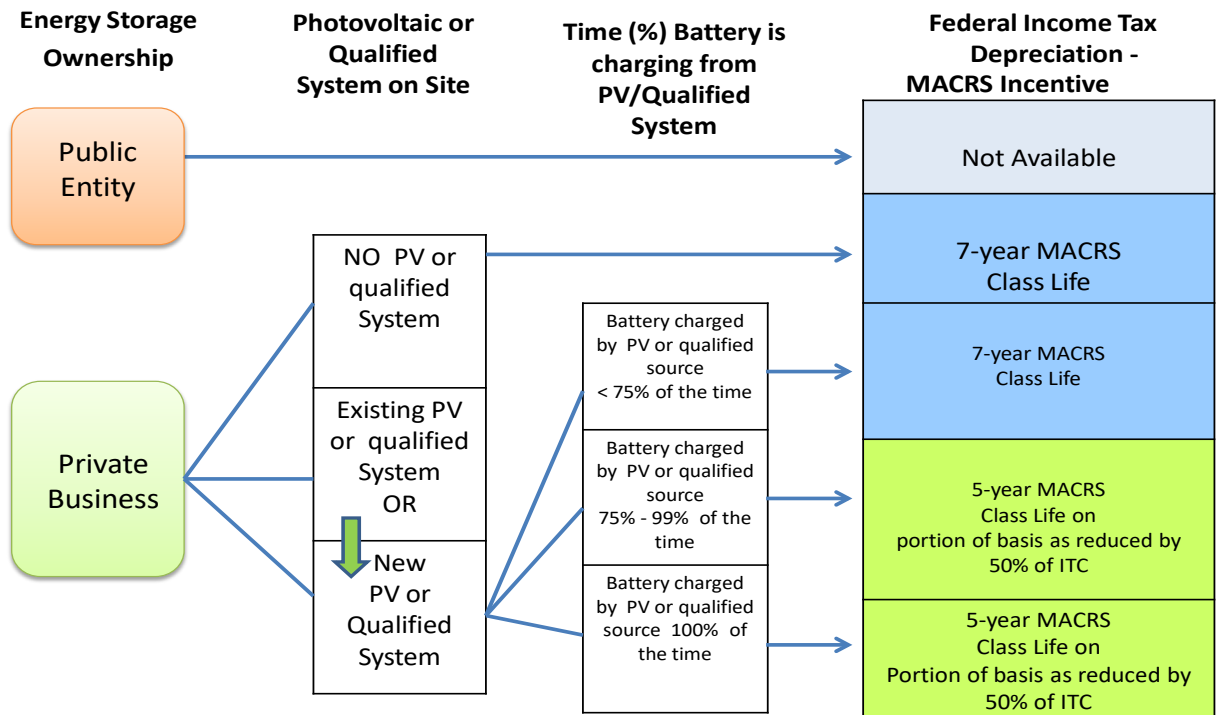 Energy Storage
Ownership
Photovoltaic or
Qualified
System on Site
Time (%) Battery is
charging from
PV/Qualified
System
Federal Income Tax
Depreciation -
MACRS Incentive
Public
Entity
Not Available
NO PV or
qualified
System
7-year MACRS
Class Life
Private
Business
Existing PV
or qualified
System
OR
New
PV or
Qualified
System
Battery charged
by PV or qualified
source
< 75% of the time
7-year MACRS
Class Life
Battery charged
by PV or qualified
source
75% - 99% of the
time
5-year MACRS
Class Life on
portion of basis as reduced by
50% of ITC
Battery charged
by PV or qualified
source 100% of
the time
5-year MACRS
Class Life on
Portion of basis as reduced by
50% of ITC